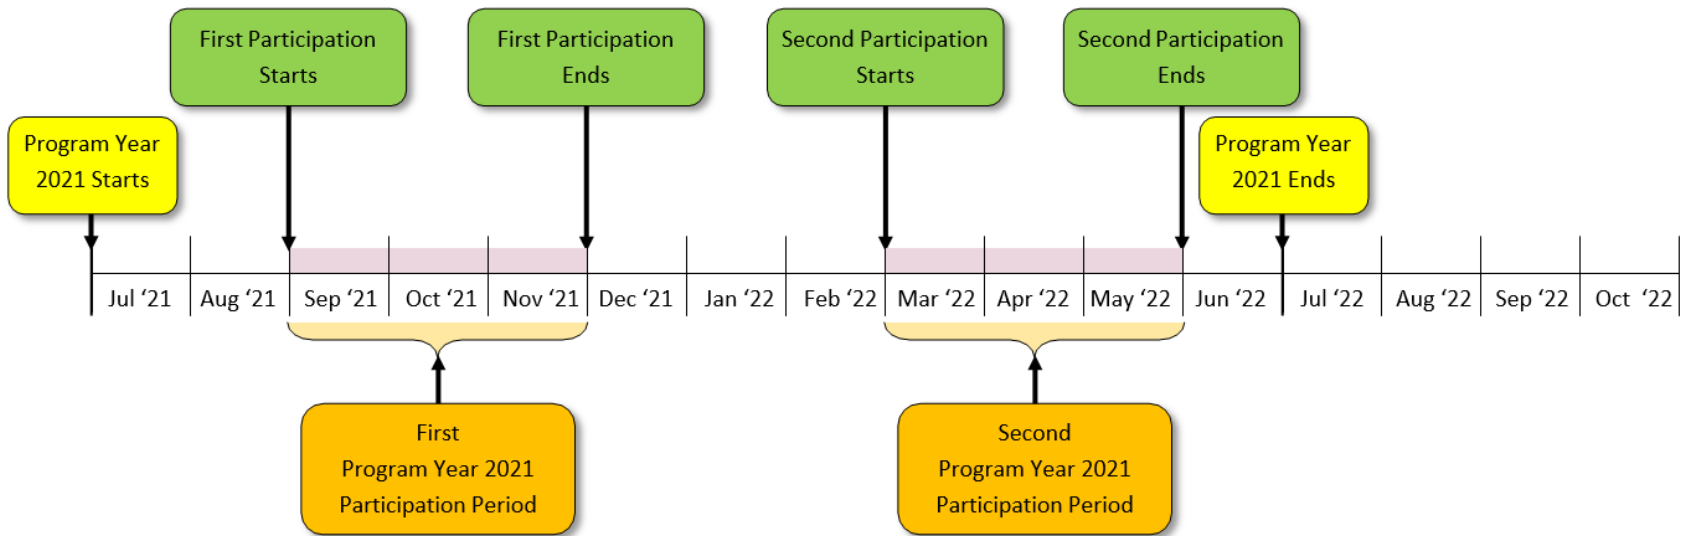 First Participation
Starts
First Participation
Ends
Second Participation
Starts
Second Participation
Ends
Program Year
2021 Starts
Program Year
2021 Ends
Jul ‘21 Aug ‘21 Sep ‘21 Oct ‘21 Nov ‘21 Dec ‘21 Jan ‘22 Feb ‘22 Mar ‘22 Apr ‘22 May ‘22 Jun ‘22 Jul ‘22 Aug ‘22 Sep ‘22 Oct ‘22
First
Program Year 2021
Participation Period
Second
Program Year 2021
Participation Period